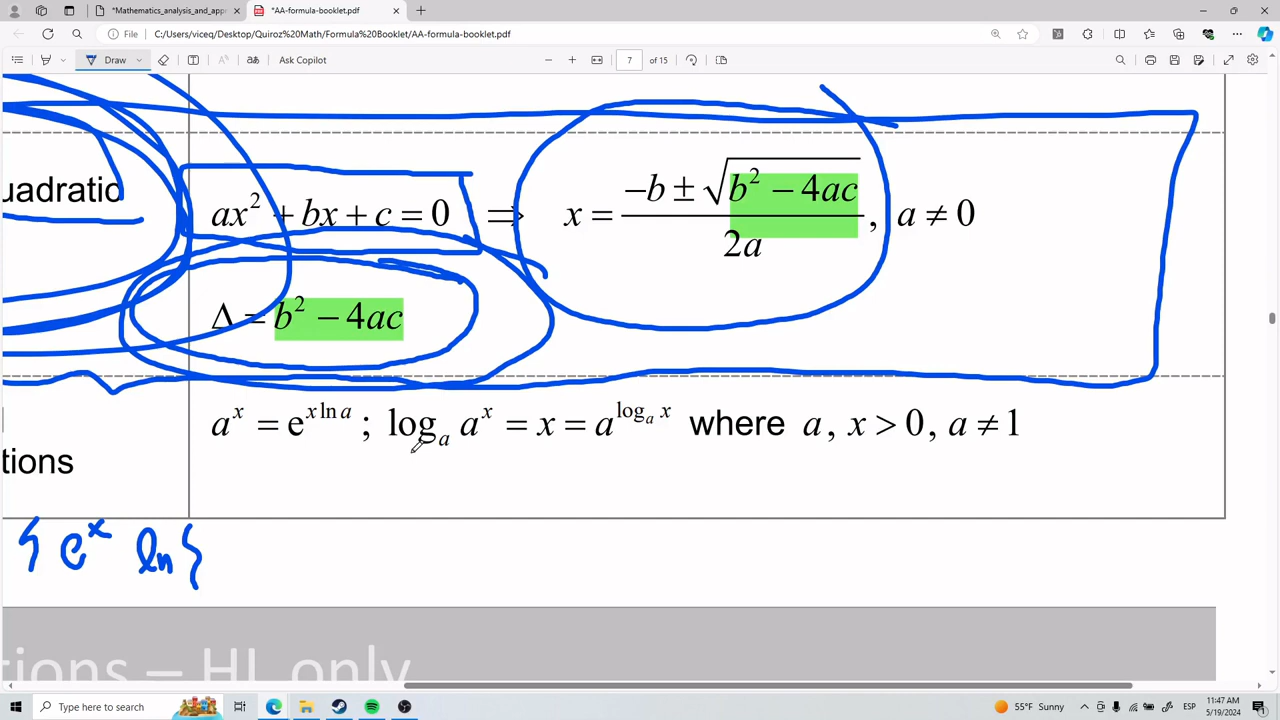 *Mathematics_analysis_and_app
*AA-formula-booklet.pdf
File
C:/Users/viceq/Desktop/Quiroz%20Math/Formula%20Booklet/AA-formula-booklet.pdf
Draw
Ask Copilot
7 of 15
uadratic
ax² + bx + c = 0 ⇒ x = (−b ± √(b² − 4ac))/(2a), a ≠ 0
Δ = b² − 4ac
aˣ = e^(x ln a) ; logₐ aˣ = x = a^(logₐ x) where a, x > 0, a ≠ 1
tions
{ eˣ ln }
tions – HL only
Type here to search
55°F Sunny
ESP
11:47 AM
5/19/2024